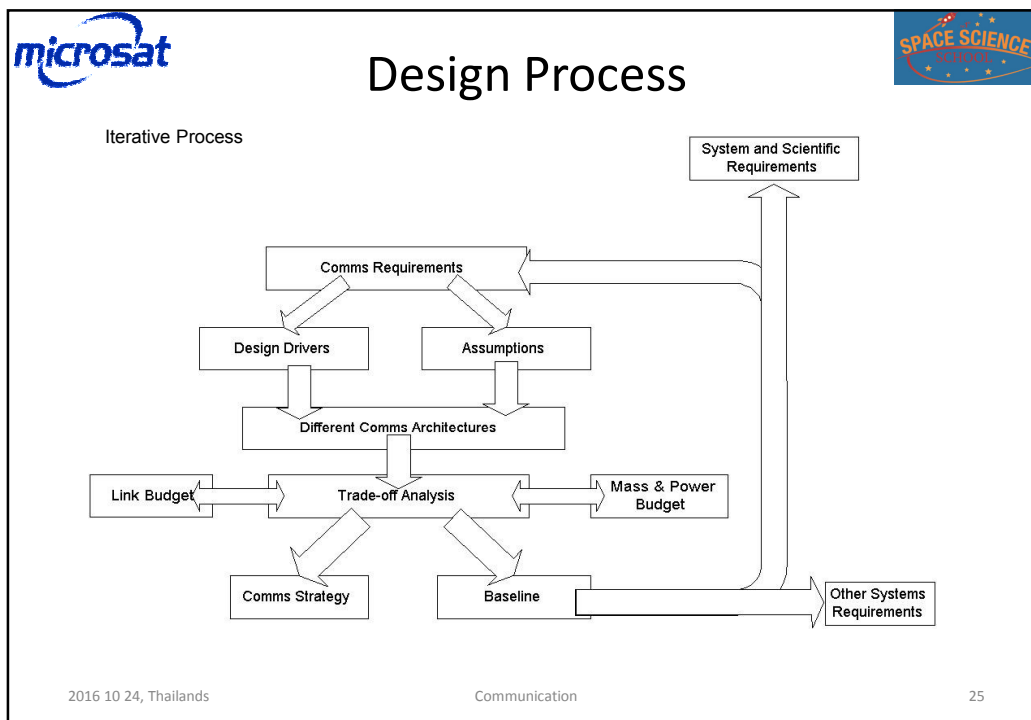 microsat
Design Process
SPACE SCIENCE
SCHOOL
Iterative Process
System and Scientific
Requirements
Comms Requirements
Design Drivers
Assumptions
Different Comms Architectures
Link Budget
Trade-off Analysis
Mass & Power
Budget
Comms Strategy
Baseline
Other Systems
Requirements
2016 10 24, Thailands
Communication
25